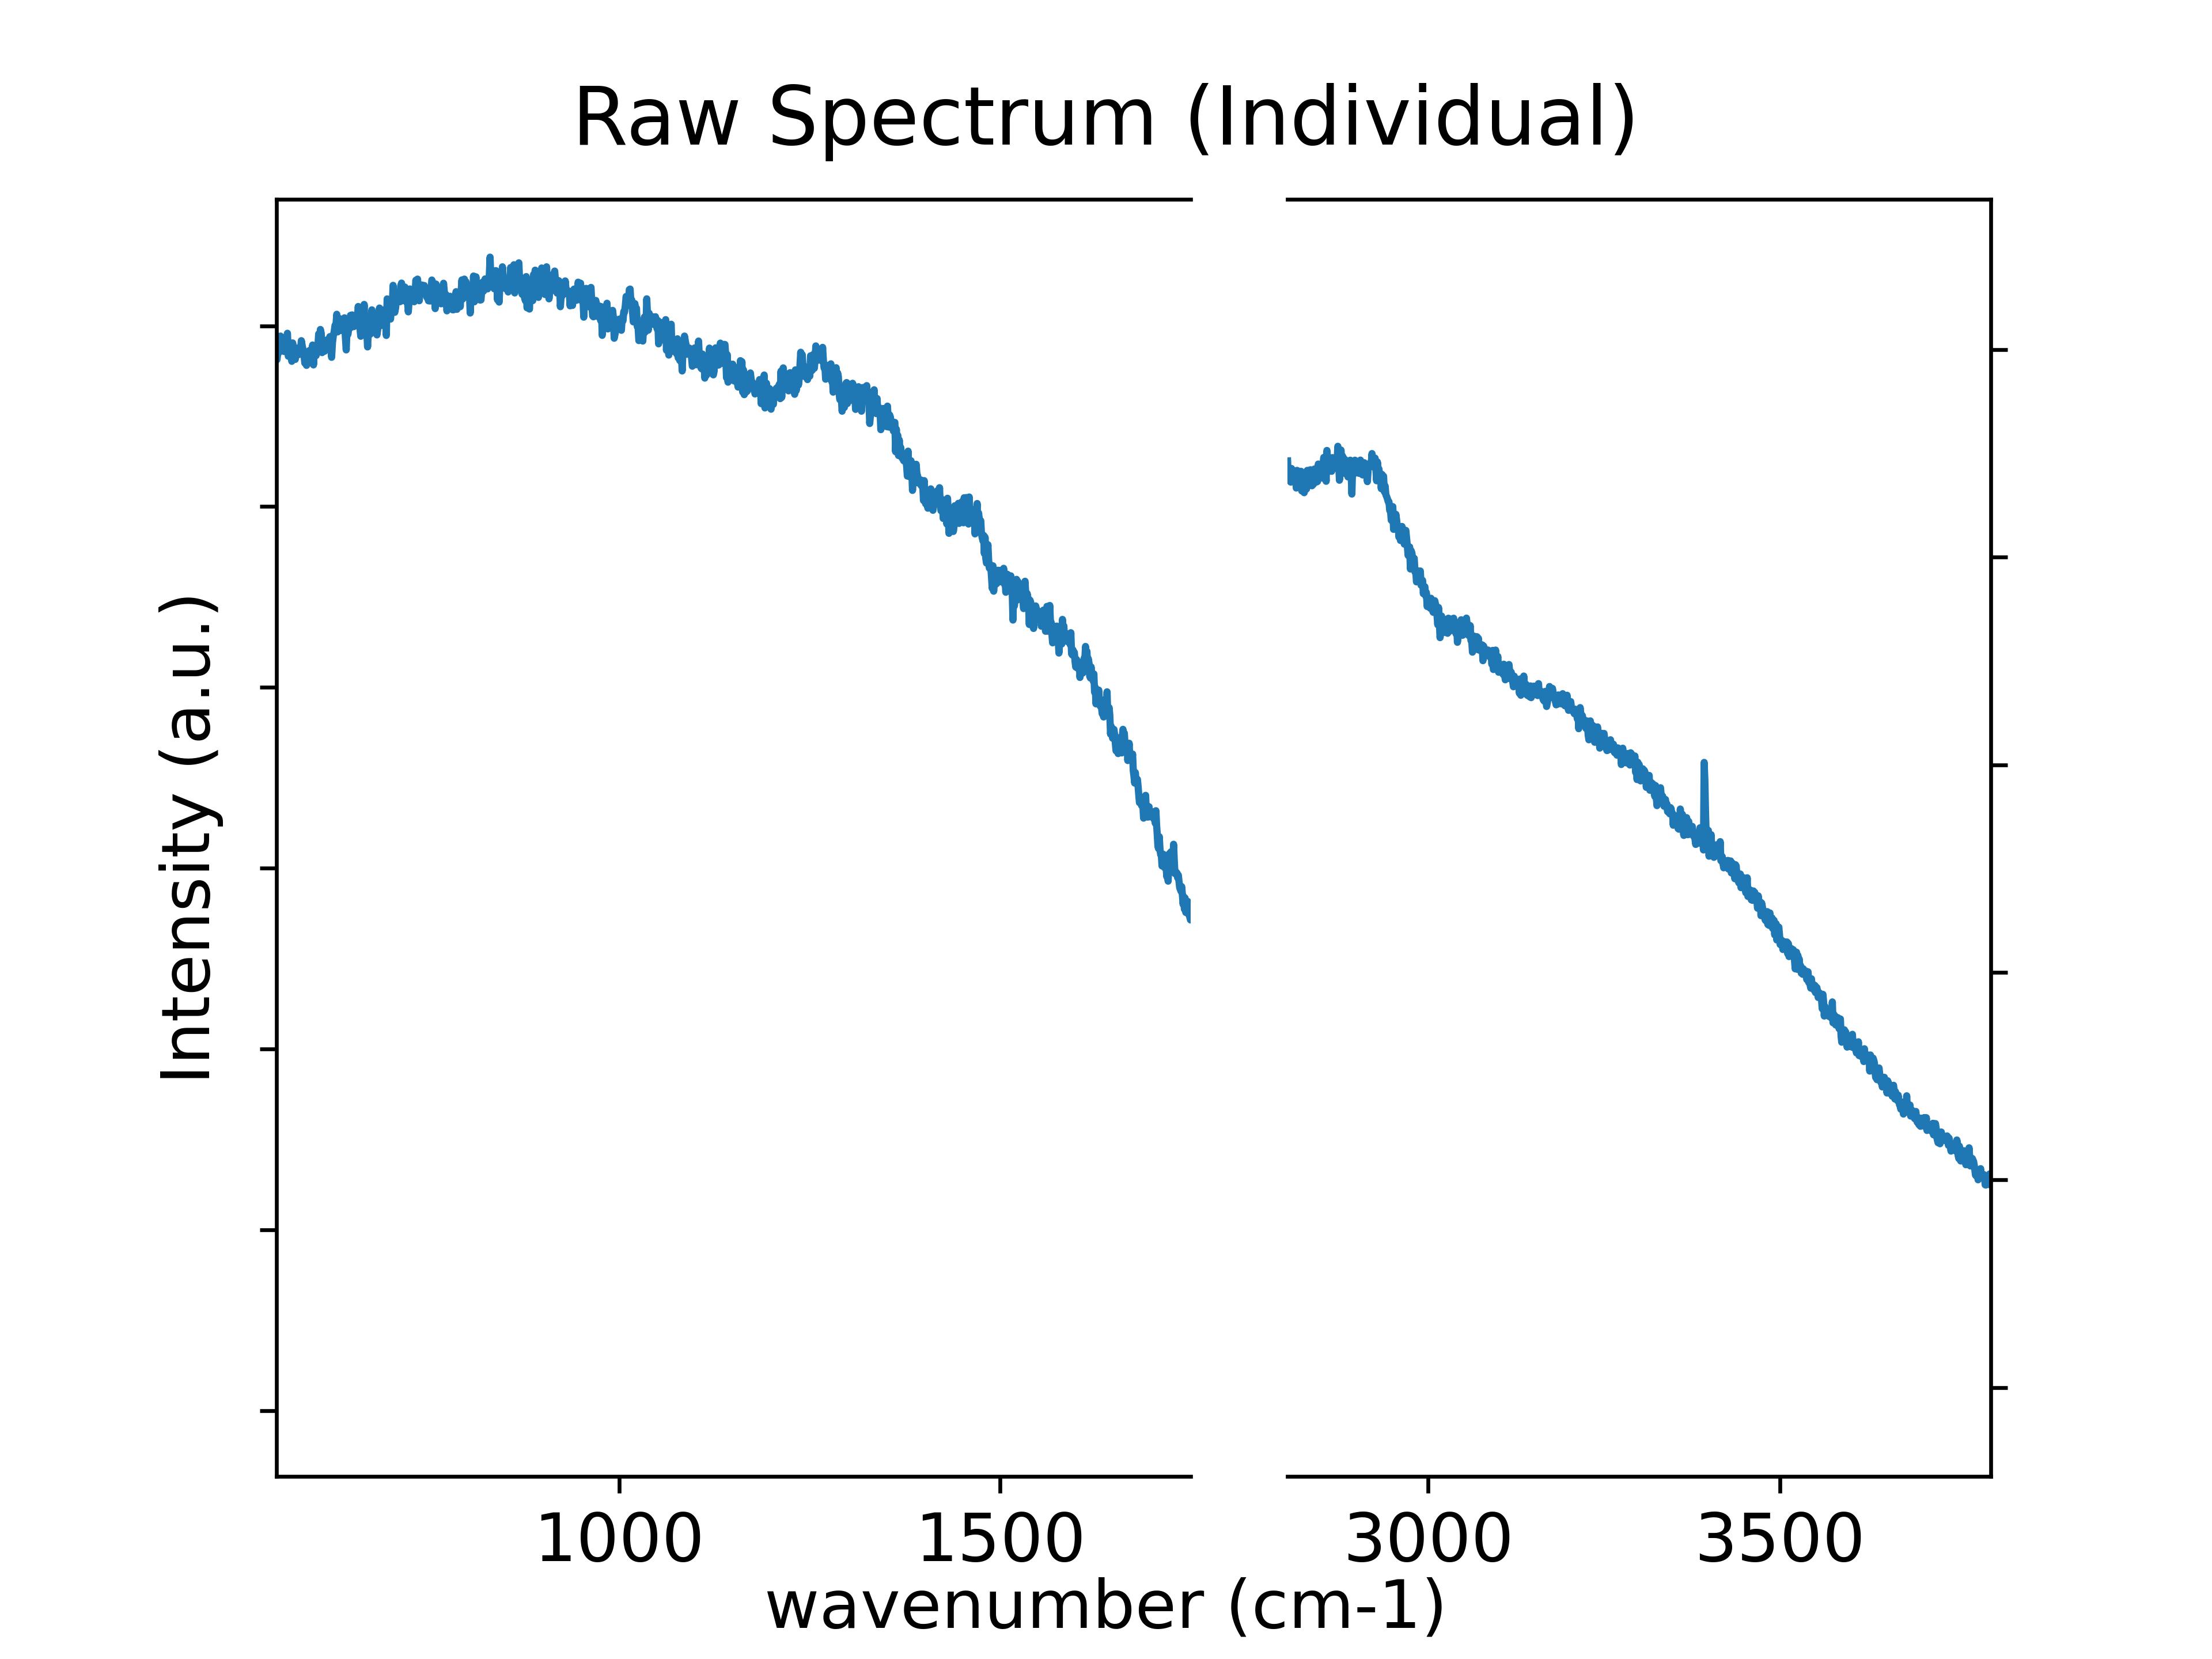 Raw Spectrum (Individual)
Intensity (a.u.)
1000 1500 3000 3500
wavenumber (cm-1)